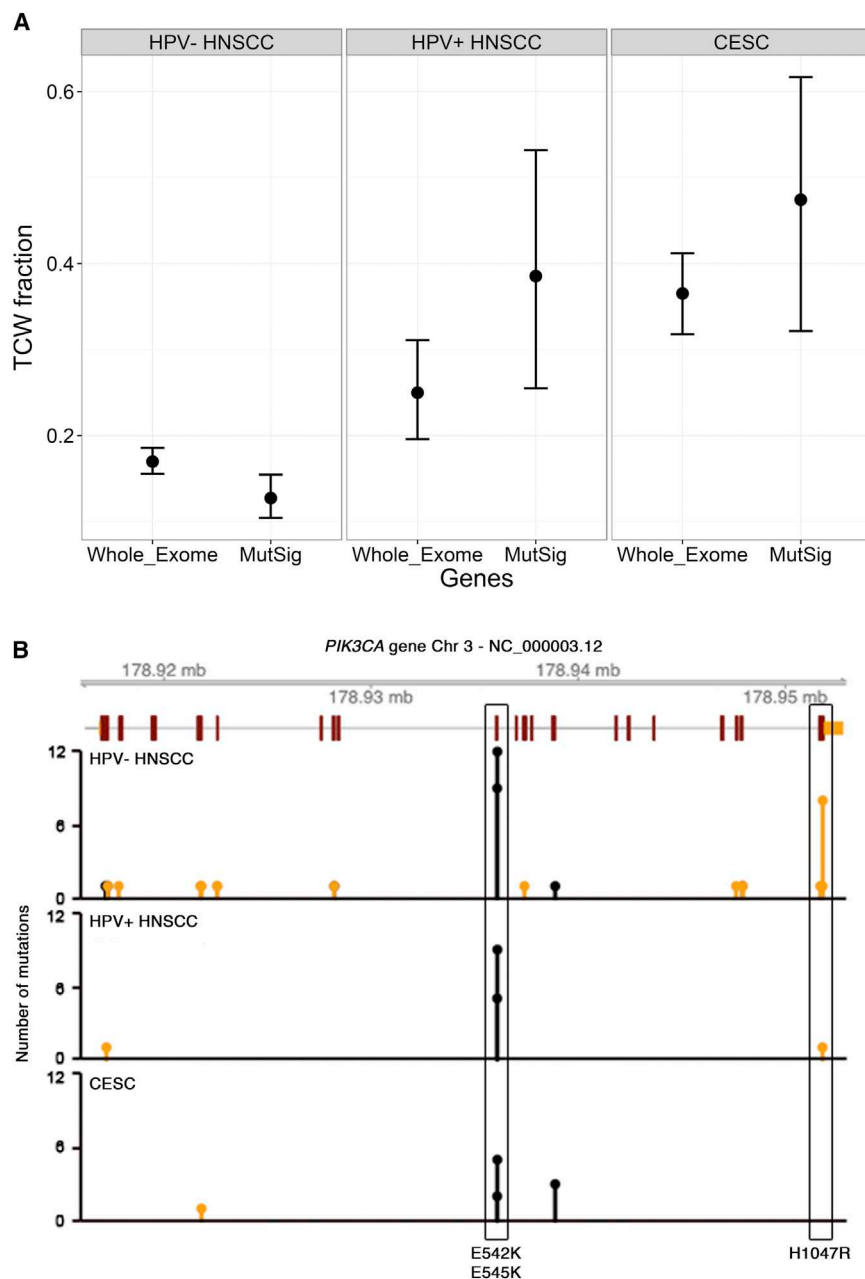 A
HPV- HNSCC
HPV+ HNSCC
CESC
TCW fraction
0.6
0.4
0.2
Whole_Exome MutSig
Whole_Exome MutSig
Whole_Exome MutSig
Genes
B
PIK3CA gene Chr 3 - NC_000003.12
178.92 mb
178.94 mb
178.93 mb
178.95 mb
Number of mutations
HPV- HNSCC
12
6
0
HPV+ HNSCC
12
6
0
CESC
12
6
0
E542K
E545K
H1047R